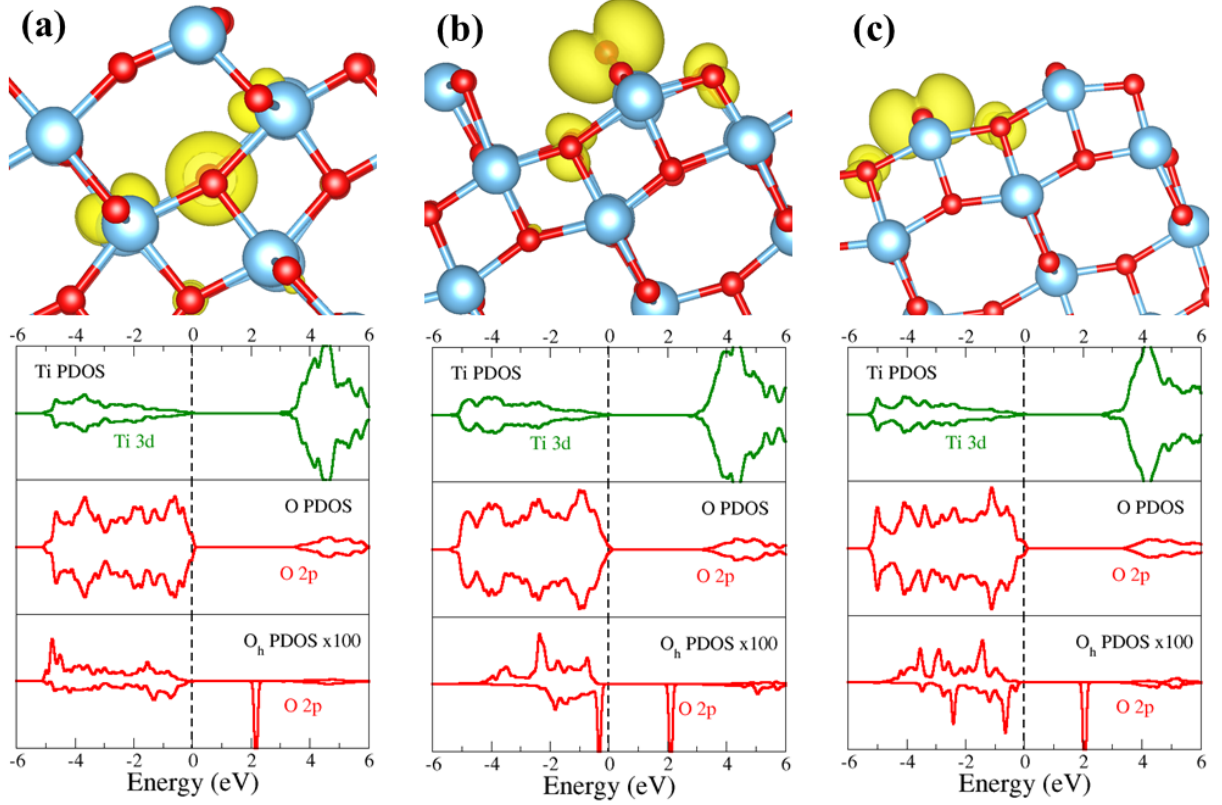 (a)
(b)
(c)
-6 -4 -2 0 2 4 6
Ti PDOS
Ti 3d
O PDOS
O 2p
Oh PDOS x100
O 2p
-6 -4 -2 0 2 4 6
Energy (eV)
-6 -4 -2 0 2 4 6
Ti PDOS
Ti 3d
O PDOS
O 2p
Oh PDOS x100
O 2p
-6 -4 -2 0 2 4 6
Energy (eV)
-6 -4 -2 0 2 4 6
Ti PDOS
Ti 3d
O PDOS
O 2p
Oh PDOS x100
O 2p
-6 -4 -2 0 2 4 6
Energy (eV)